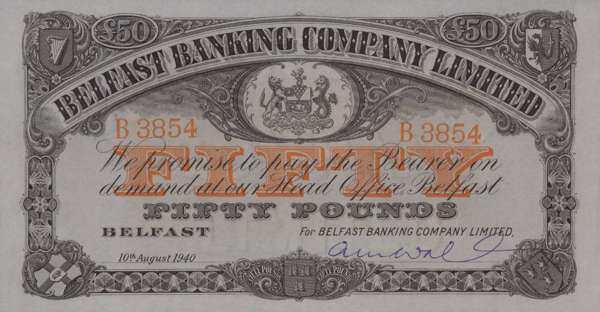 £50 £50
BELFAST BANKING COMPANY LIMITED
B 3854 B 3854
FIFTY
We promise to pay the Bearer on
demand at our Head Office, Belfast
FIFTY POUNDS
BELFAST For BELFAST BANKING COMPANY LIMITED,
10th August 1940